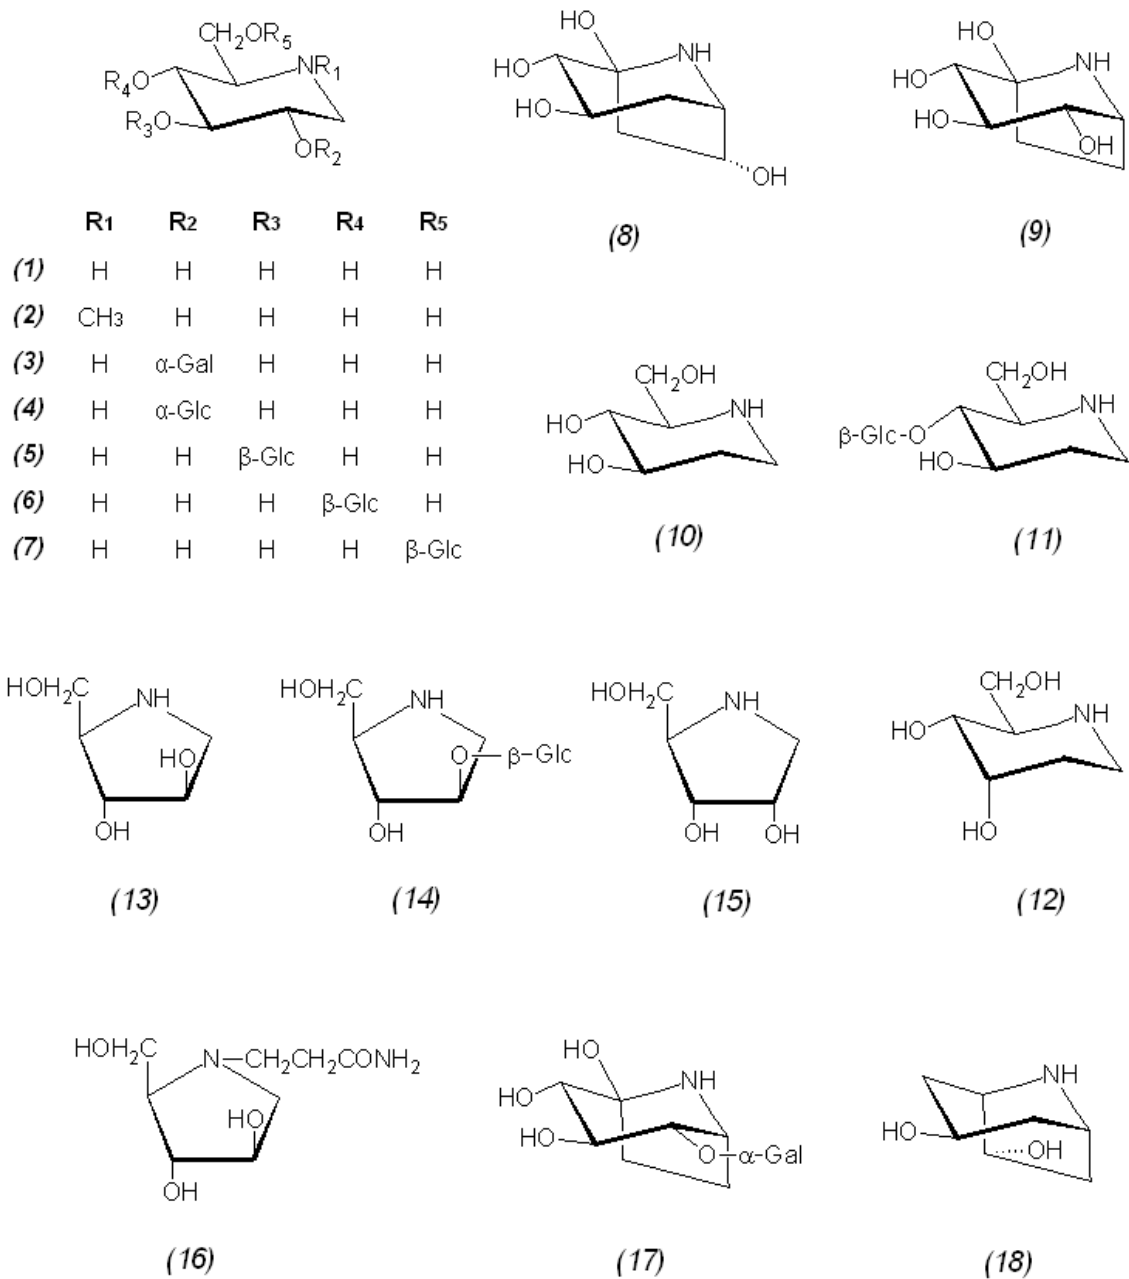 CH2OR5
NR1
R4O
R3O
OR2
R1 R2 R3 R4 R5
(1) H H H H H
(2) CH3 H H H H
(3) H α-Gal H H H
(4) H α-Glc H H H
(5) H H β-Glc H H
(6) H H H β-Glc H
(7) H H H H β-Glc
HO
NH
HO
HO
OH
(8)
HO
NH
HO
HO
OH
(9)
CH2OH
NH
HO
HO
(10)
CH2OH
NH
β-Glc-O
HO
(11)
HOH2C
NH
HO
OH
(13)
HOH2C
NH
O-β-Glc
OH
(14)
HOH2C
NH
OH OH
(15)
CH2OH
NH
HO
HO
(12)
HOH2C
N-CH2CH2CONH2
HO
OH
(16)
HO
NH
HO
HO
O-α-Gal
(17)
NH
HO
OH
(18)